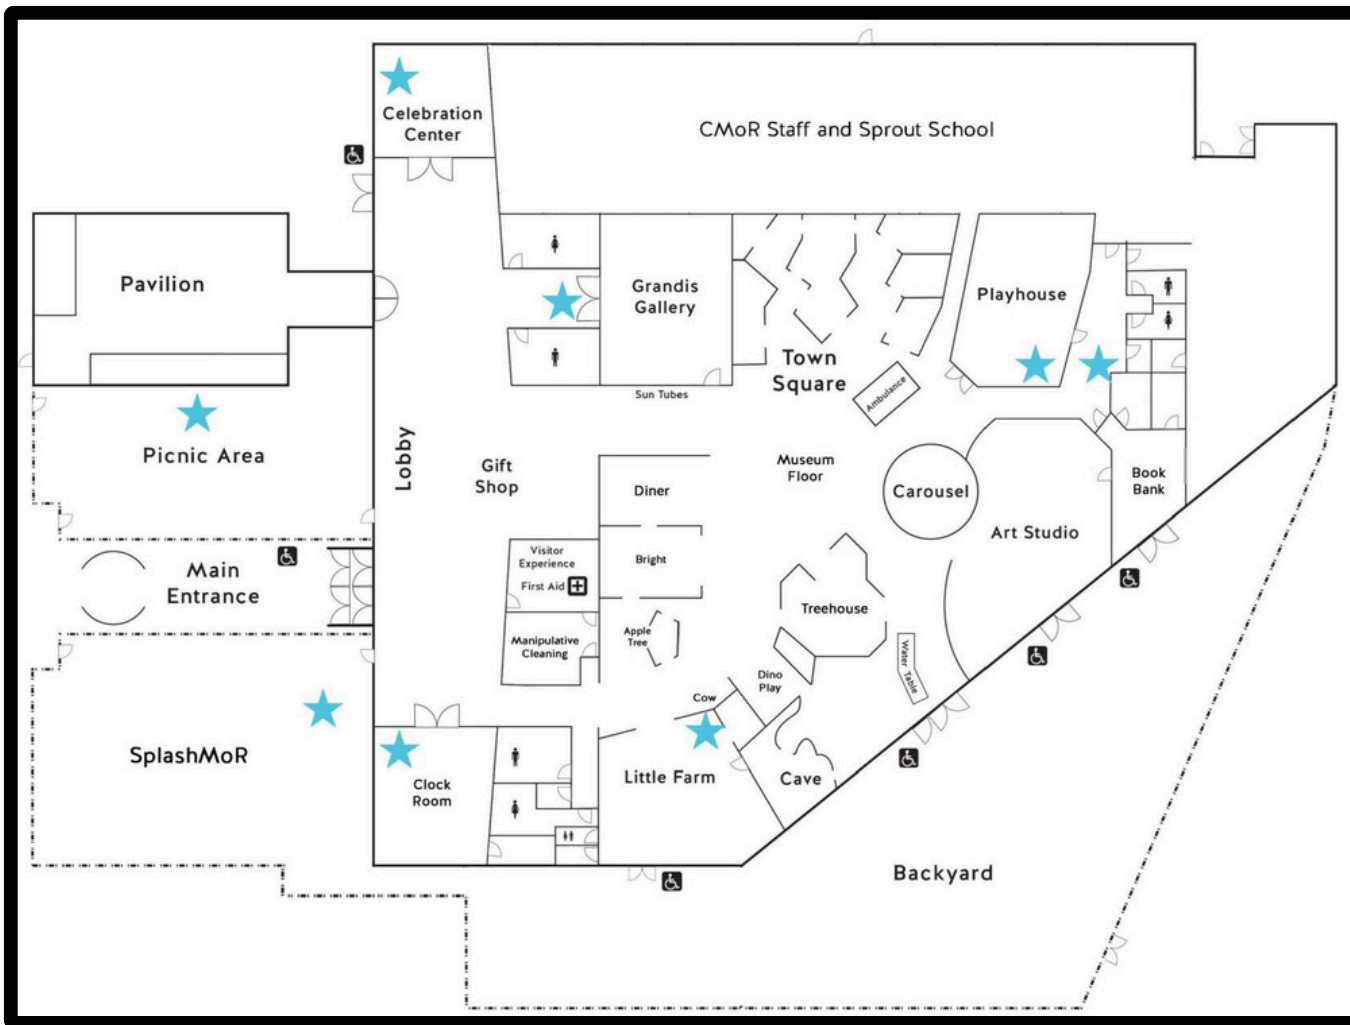 Celebration
Center
CMoR Staff and Sprout School
Pavilion
Grandis
Gallery
Playhouse
Town
Square
Ambulance
Sun Tubes
Picnic Area
Lobby
Gift
Shop
Museum
Floor
Diner
Carousel
Book
Bank
Art Studio
Main
Entrance
Visitor
Experience
First Aid
Bright
Treehouse
Apple
Tree
Manipulative
Cleaning
Water Table
Dino
Play
Cow
SplashMoR
Clock
Room
Little Farm
Cave
Backyard